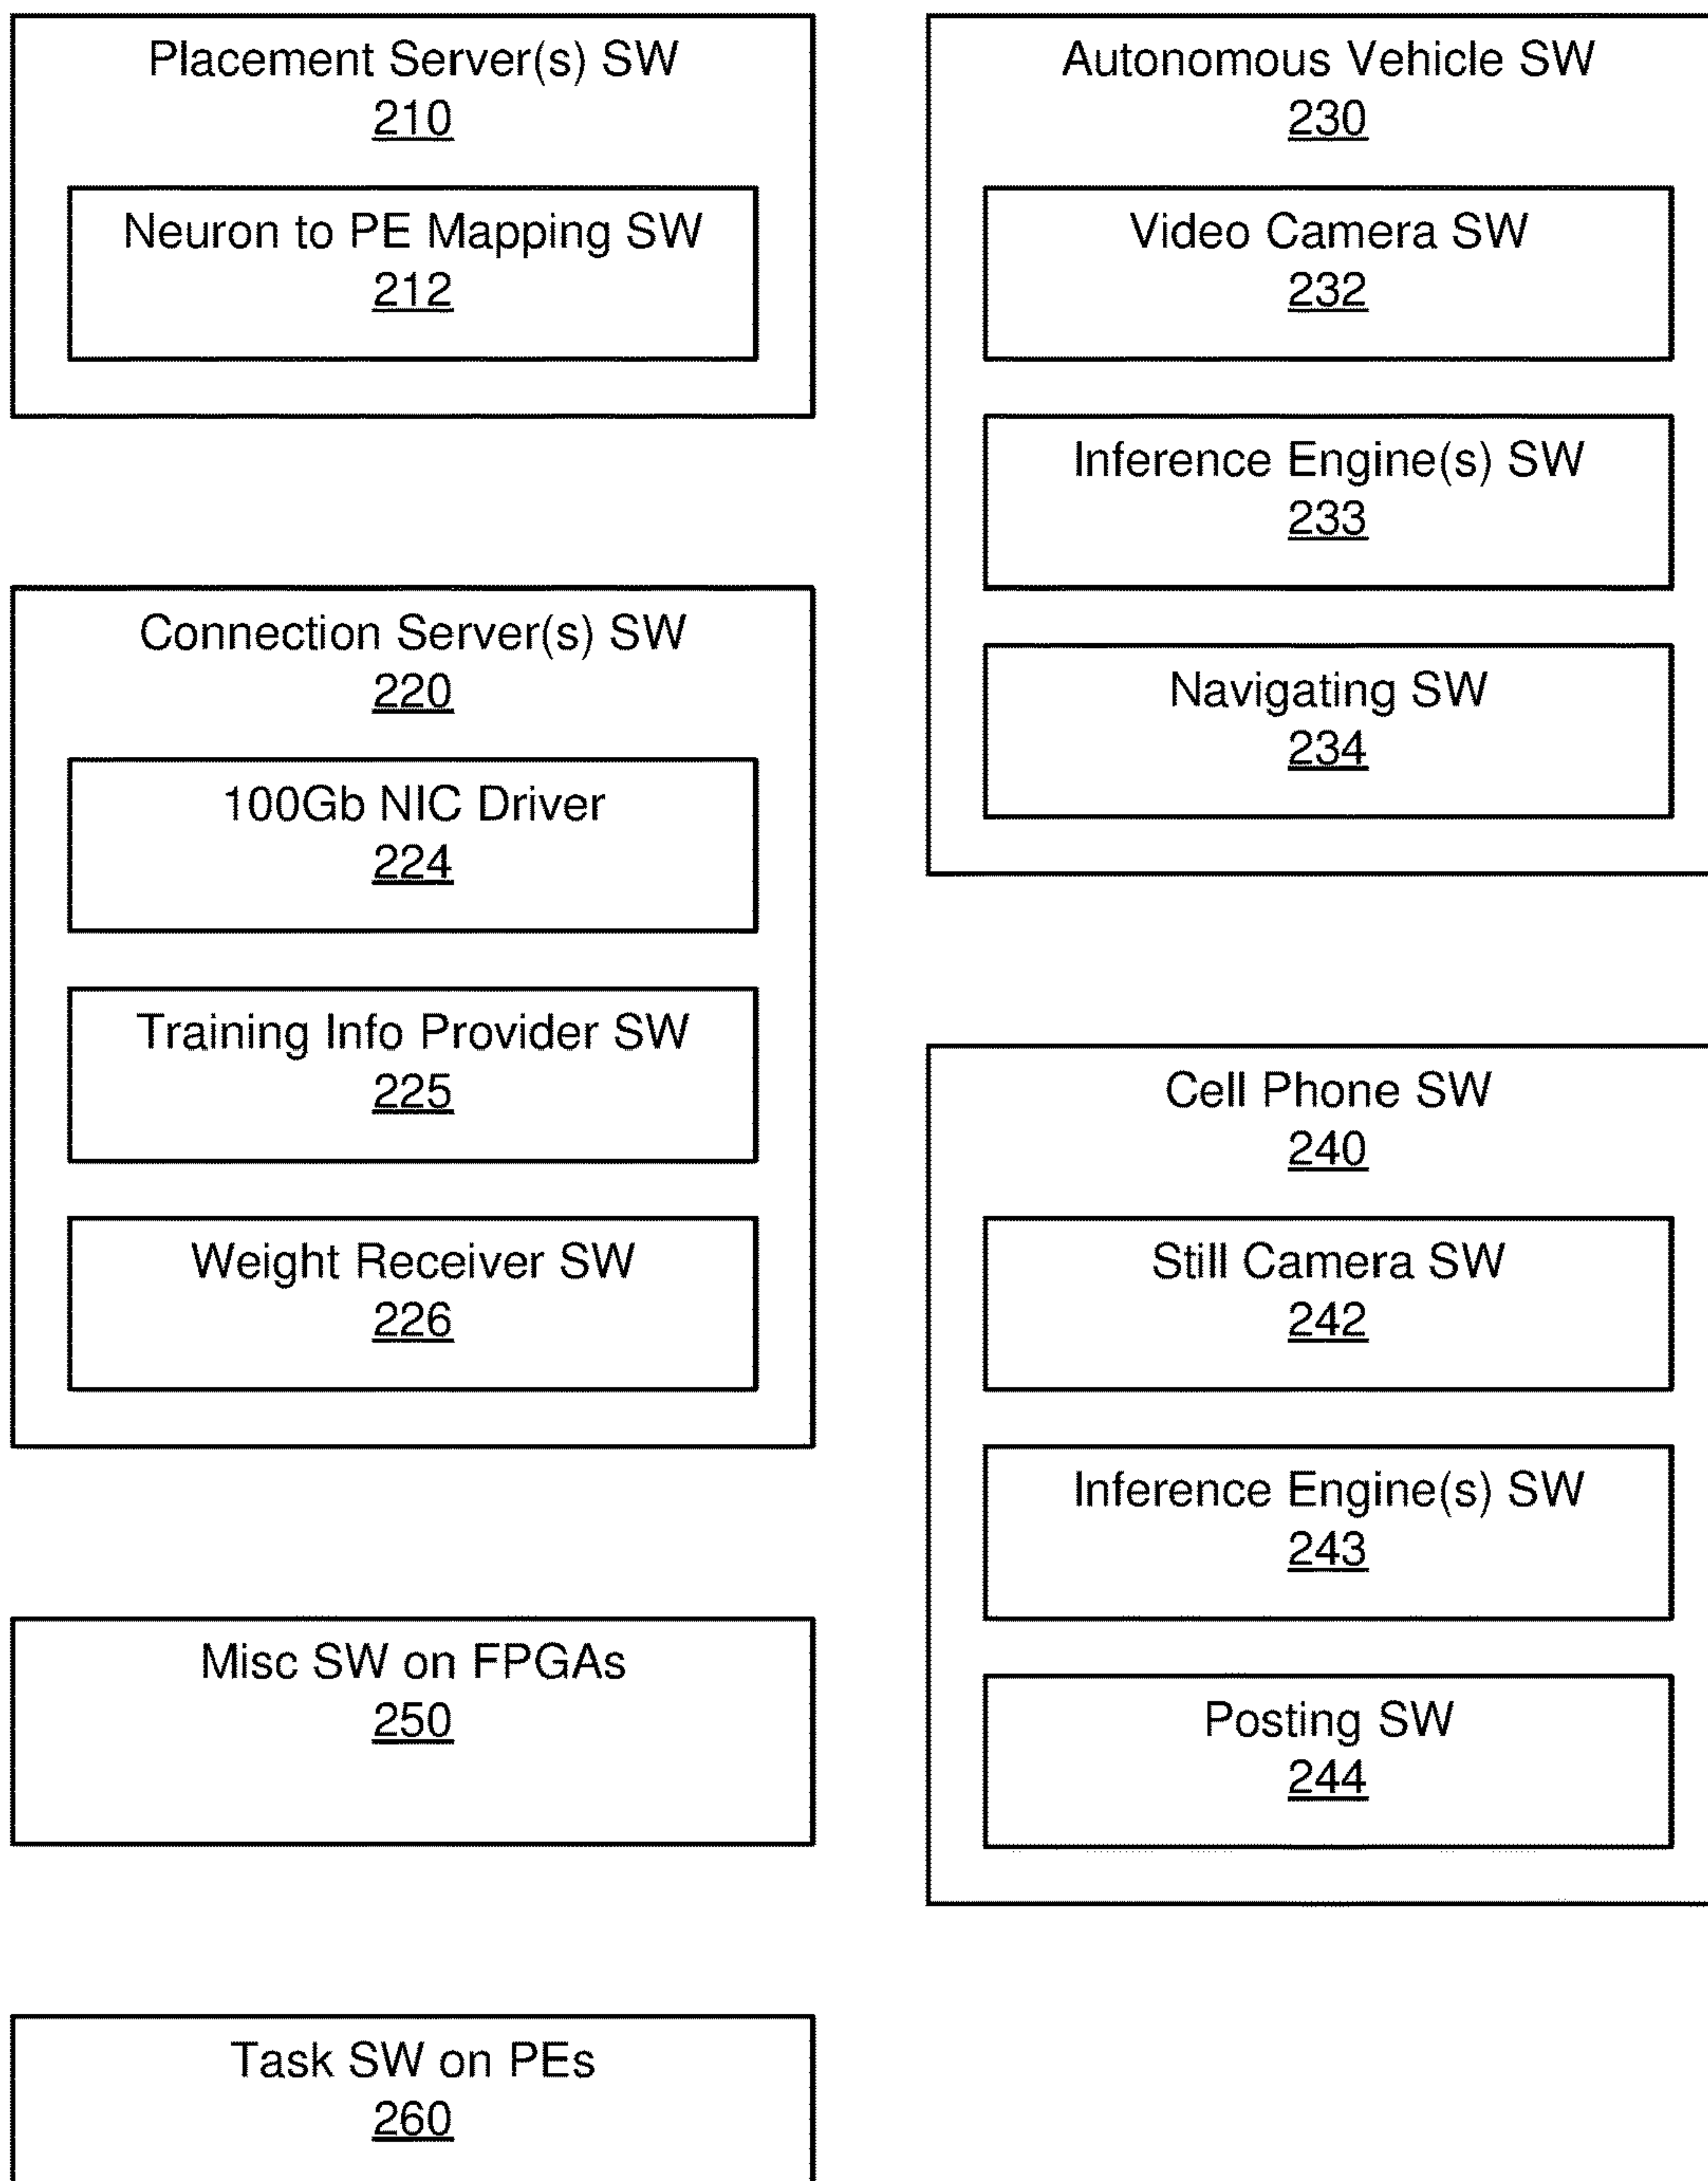 Placement Server(s) SW
210
Neuron to PE Mapping SW
212
Connection Server(s) SW
220
100Gb NIC Driver
224
Training Info Provider SW
225
Weight Receiver SW
226
Misc SW on FPGAs
250
Task SW on PEs
260
Autonomous Vehicle SW
230
Video Camera SW
232
Inference Engine(s) SW
233
Navigating SW
234
Cell Phone SW
240
Still Camera SW
242
Inference Engine(s) SW
243
Posting SW
244